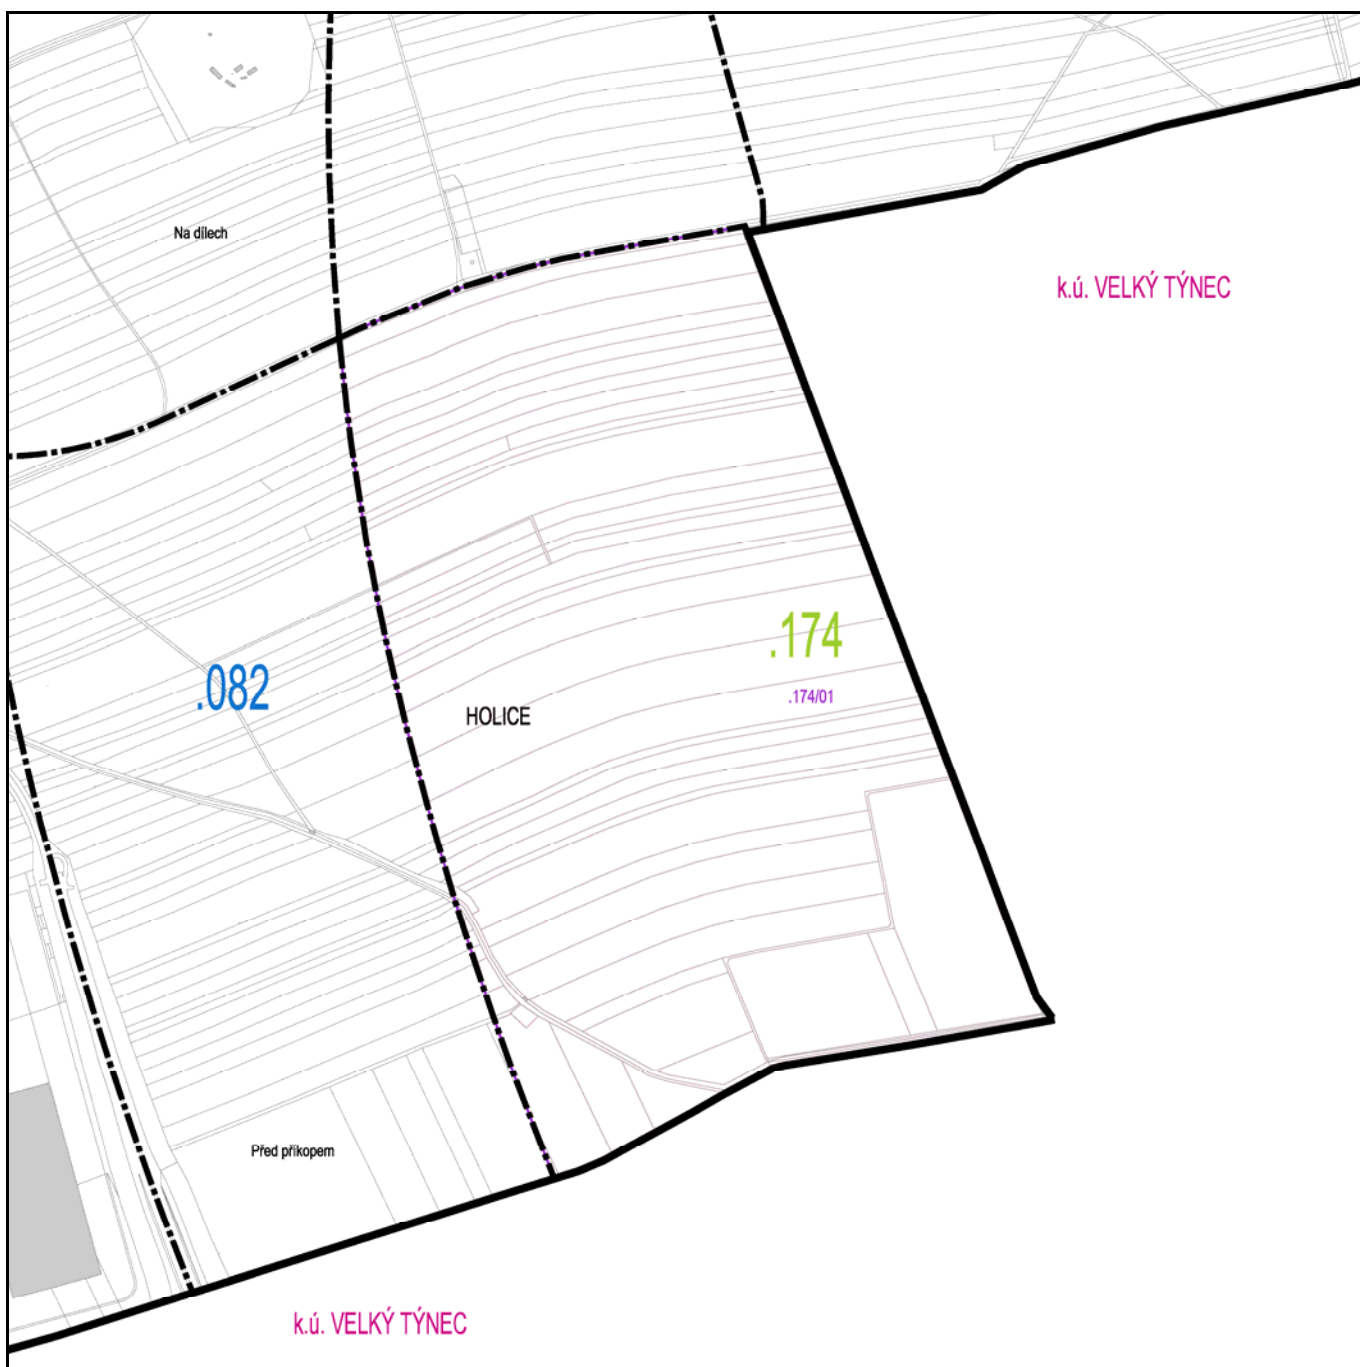 Na dílech
k.ú. VELKÝ TÝNEC
.174
.082
.174/01
HOLICE
Před příkopem
k.ú. VELKÝ TÝNEC